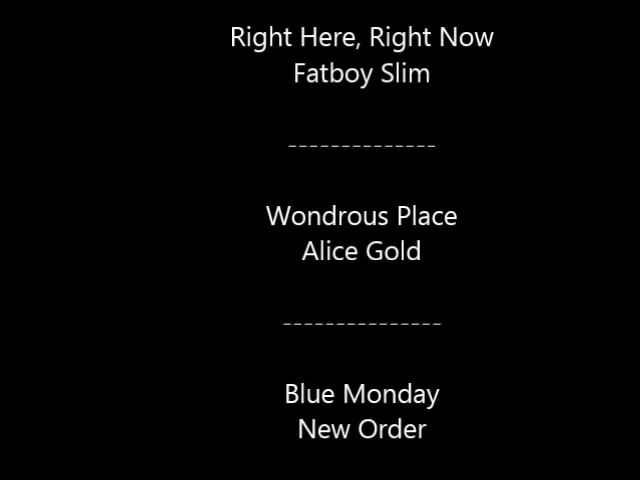 Right Here, Right Now
Fatboy Slim
--------------
Wondrous Place
Alice Gold
---------------
Blue Monday
New Order